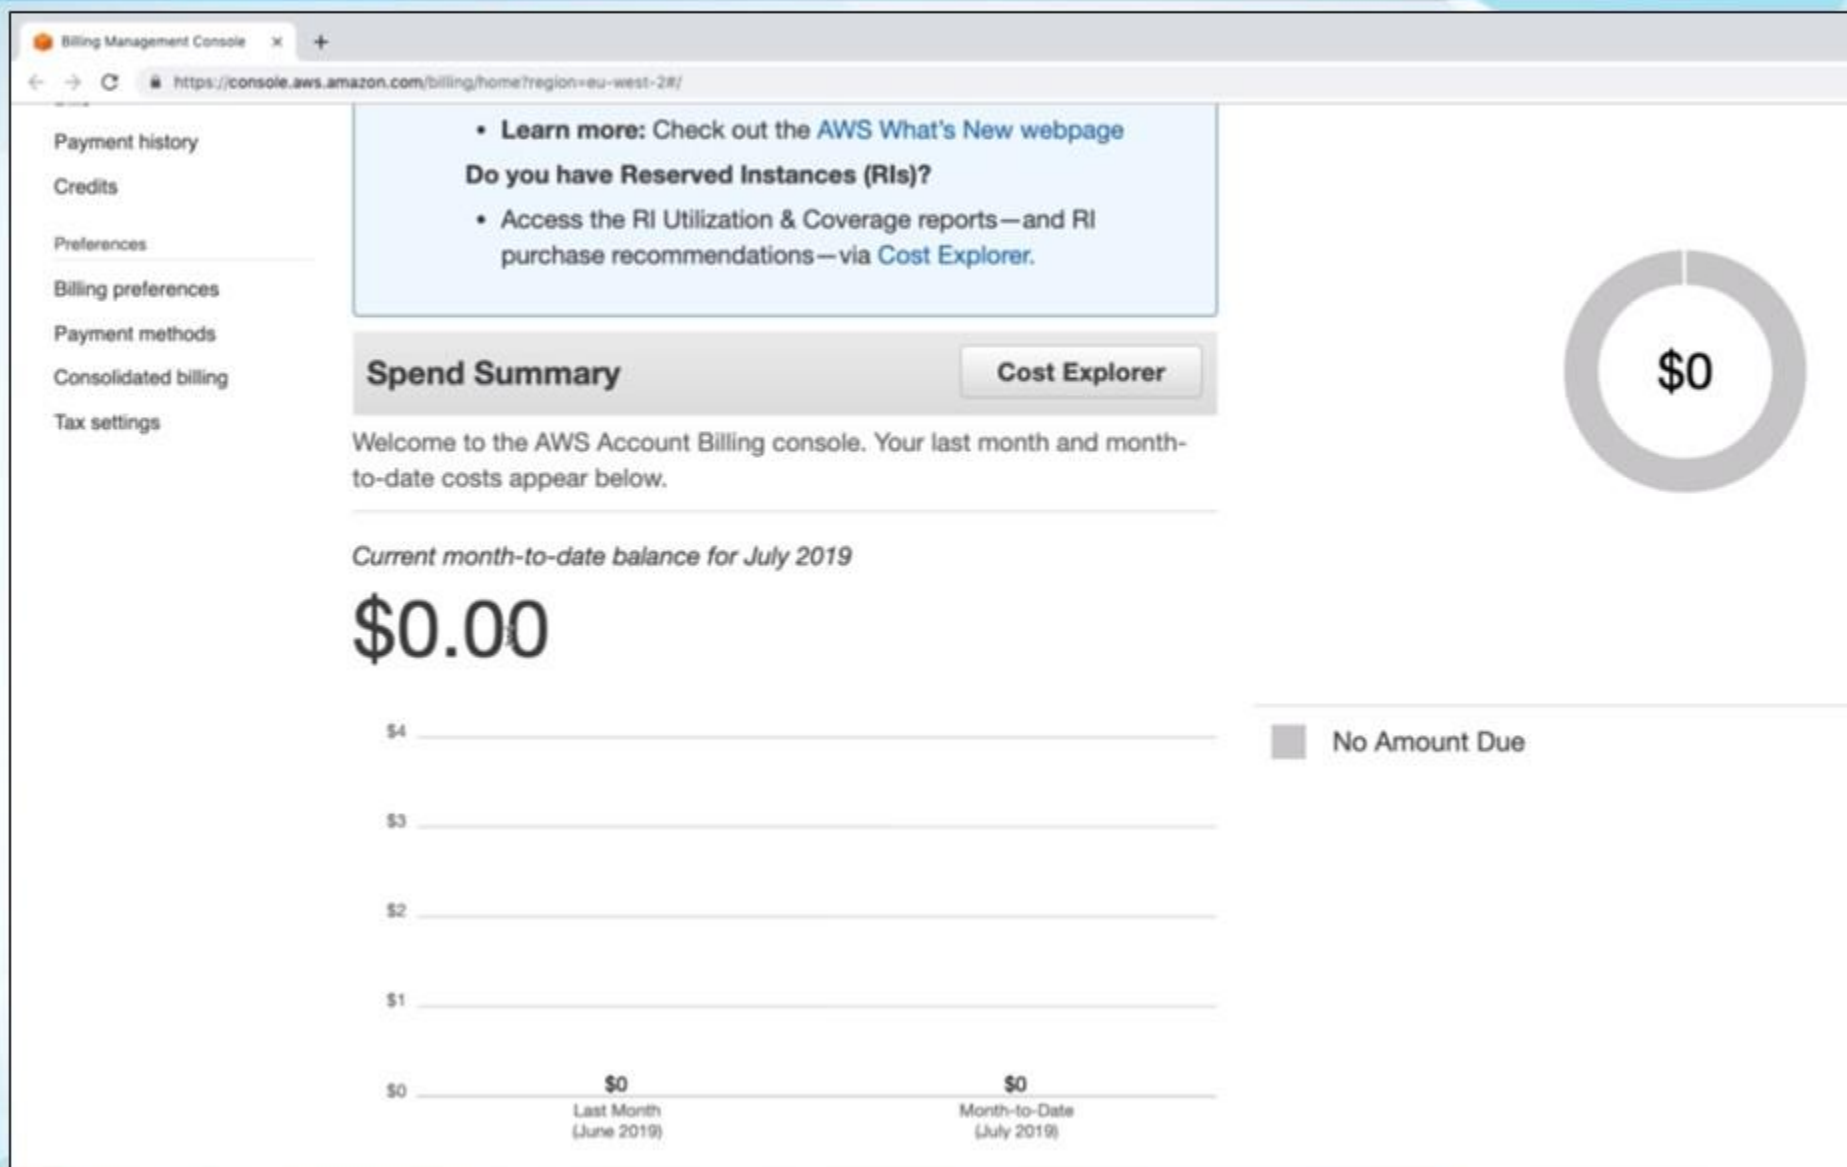 Billing Management Console
https://console.aws.amazon.com/billing/home?region=eu-west-2#/
Payment history
Credits
Preferences
Billing preferences
Payment methods
Consolidated billing
Tax settings
• Learn more: Check out the AWS What's New webpage
Do you have Reserved Instances (RIs)?
• Access the RI Utilization & Coverage reports—and RI
purchase recommendations—via Cost Explorer.
Spend Summary
Cost Explorer
Welcome to the AWS Account Billing console. Your last month and month-
to-date costs appear below.
Current month-to-date balance for July 2019
$0.00
$4
$3
$2
$1
$0
$0
Last Month
(June 2019)
$0
Month-to-Date
(July 2019)
$0
No Amount Due